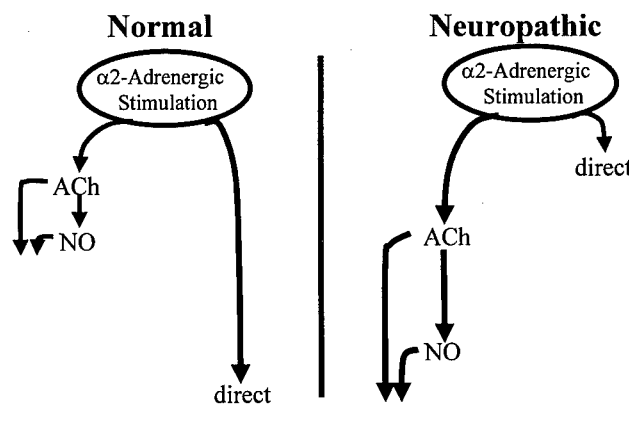 Normal
α2-Adrenergic
Stimulation
ACh
NO
direct
Neuropathic
α2-Adrenergic
Stimulation
direct
ACh
NO